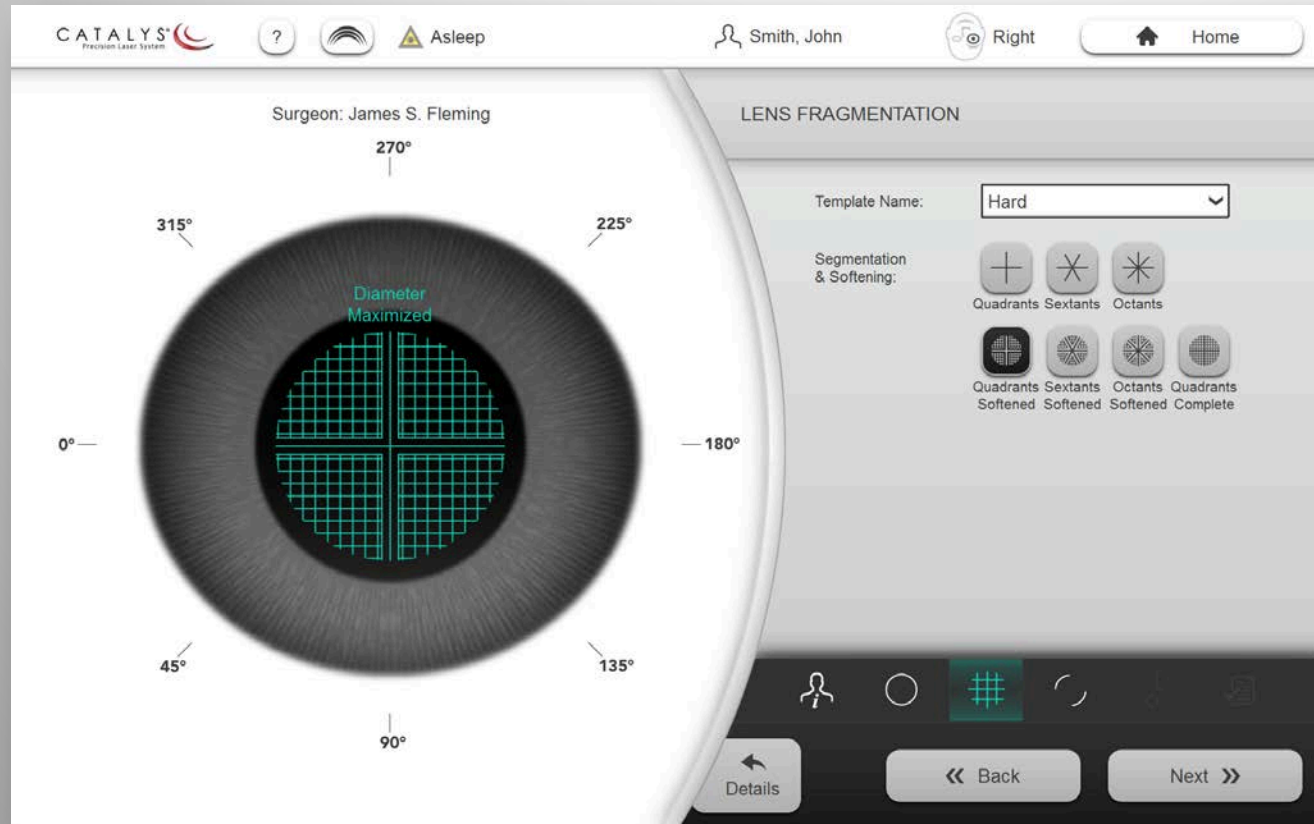 CATALYS®
Precision Laser System
?
Asleep
Smith, John
Right
Home
Surgeon: James S. Fleming
270°
315°
225°
Diameter
Maximized
0°
180°
45°
135°
90°
LENS FRAGMENTATION
Template Name:
Hard
Segmentation
& Softening:
Quadrants Sextants Octants
Quadrants Sextants Octants Quadrants
Softened Softened Softened Complete
i
Details
Back
Next